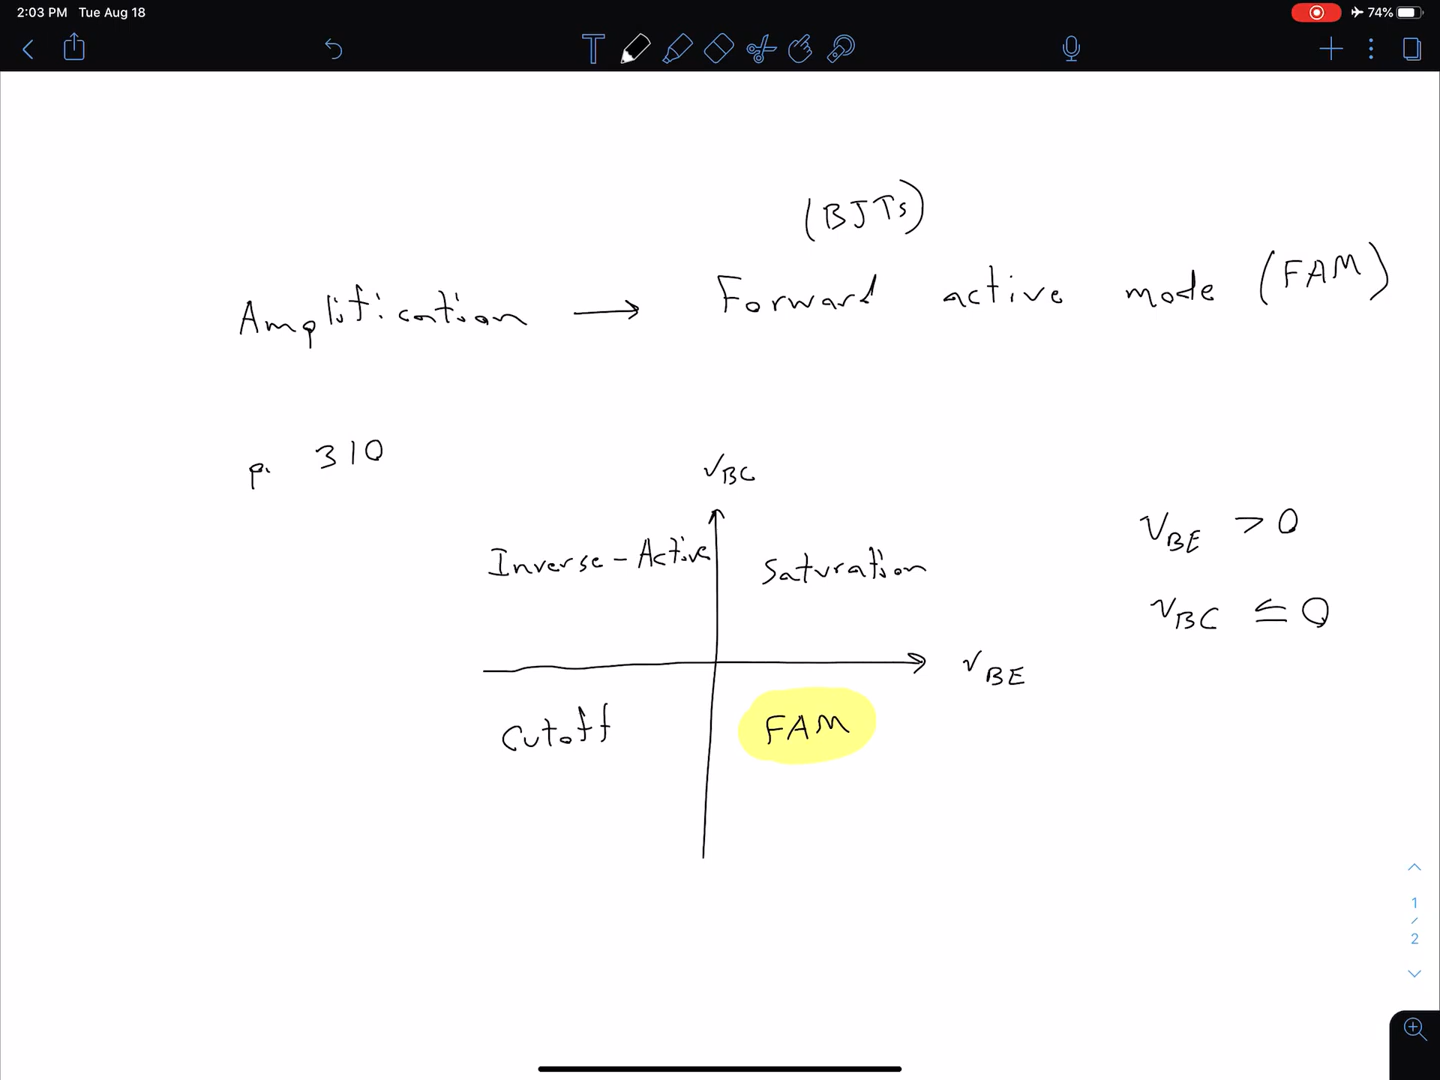 2:03 PM Tue Aug 18
74%
T
(BJTs)
Amplification → Forward active mode (FAM)
p. 310
VBC
Inverse-Active
Saturation
VBE > 0
VBC ≤ 0
VBE
Cutoff
FAM
1
/
2